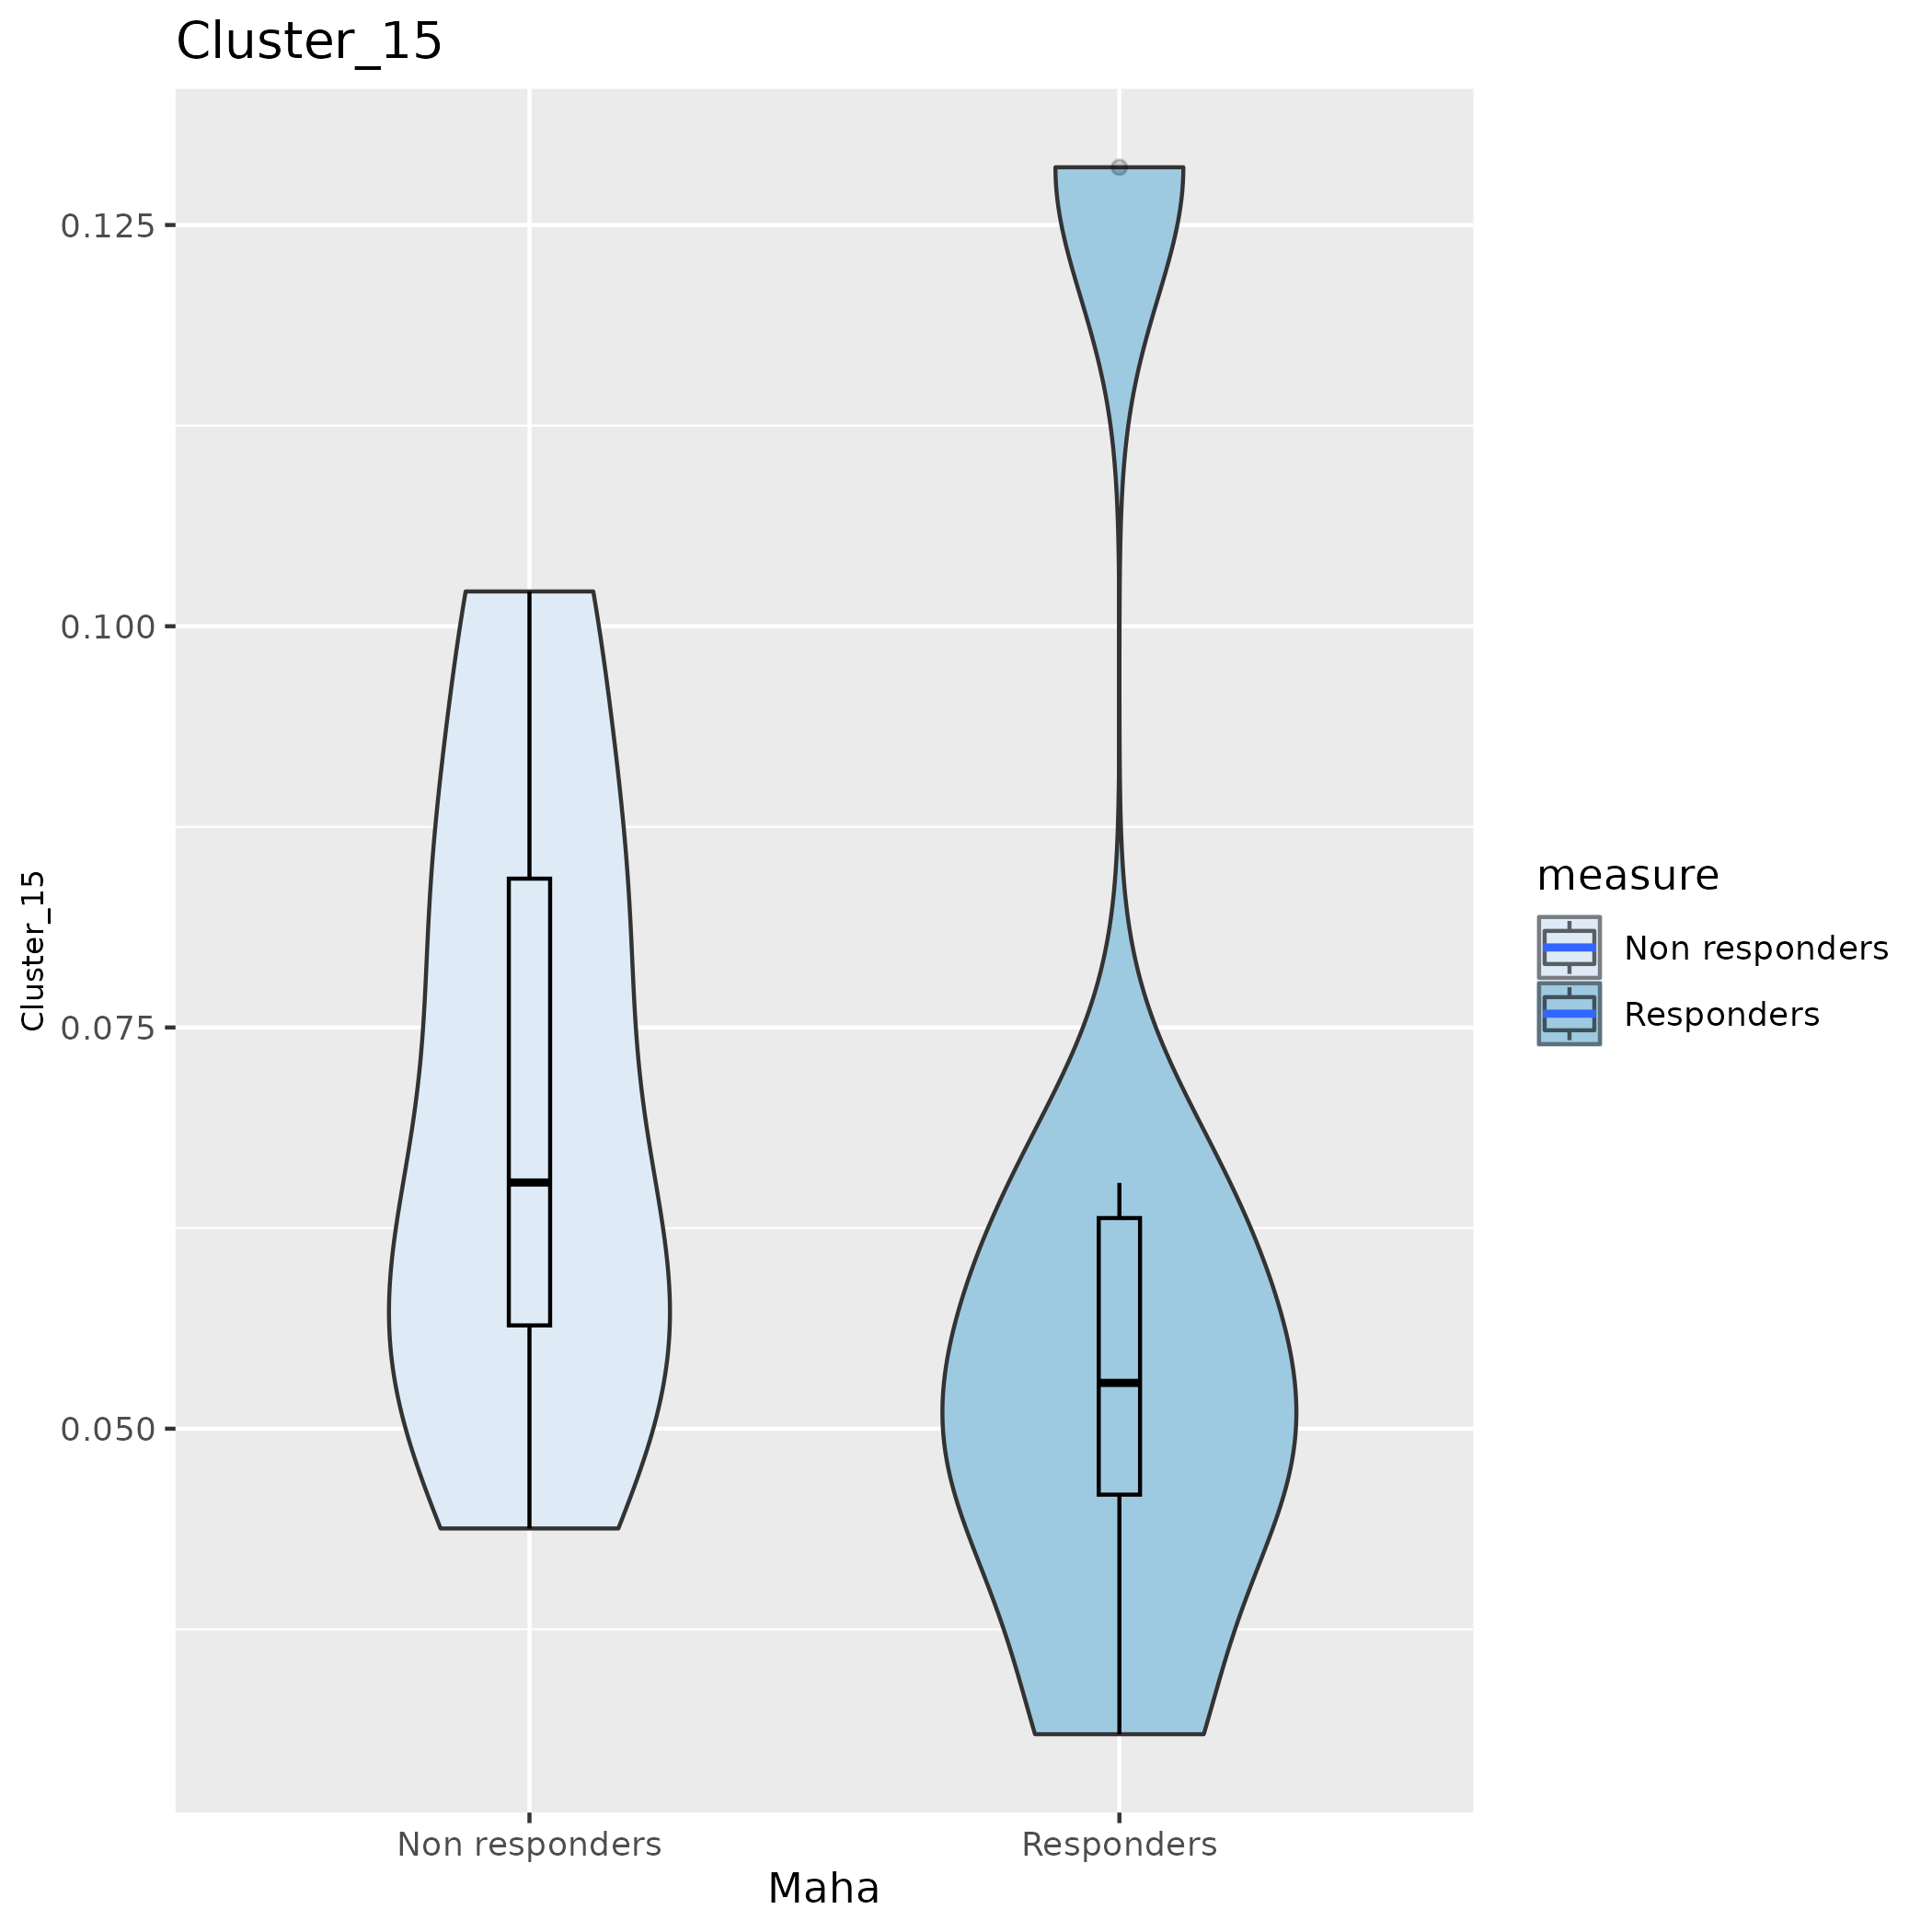 Cluster_15
Cluster_15
0.125
0.100
0.075
0.050
Non responders
Responders
Maha
measure
Non responders
Responders